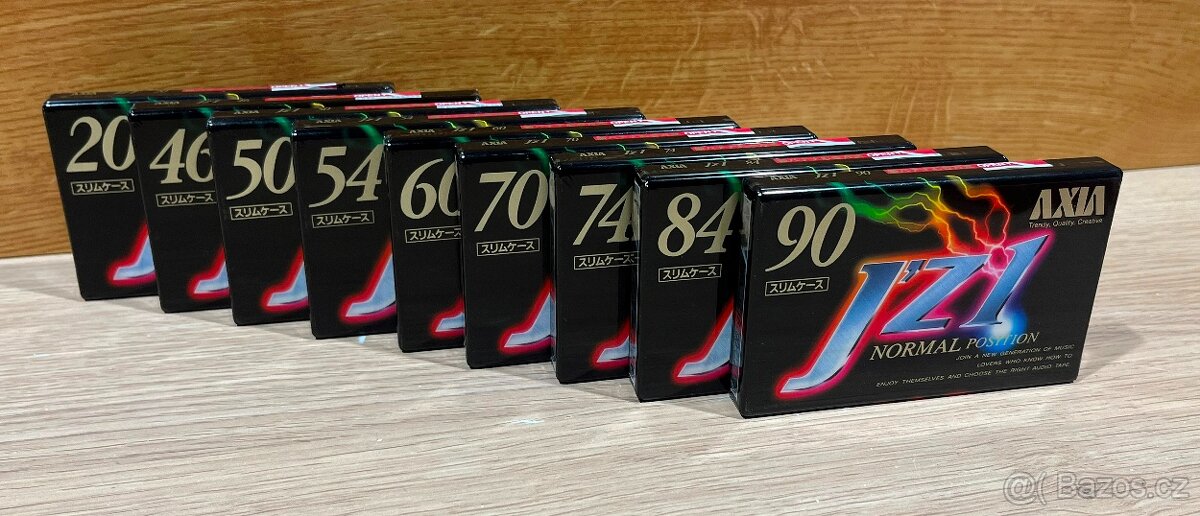 20
スリムケース
46
スリムケース
50
スリムケース
54
スリムケース
60
スリムケース
70
スリムケース
74
スリムケース
84
スリムケース
AXIA J'Z1 90
90
スリムケース
AXIA
Trendy, Quality, Creative
J'Z1
NORMAL POSITION
JOIN A NEW GENERATION OF MUSIC
LOVERS WHO KNOW HOW TO
ENJOY THEMSELVES AND CHOOSE THE RIGHT AUDIO TAPE.
Bazos.cz